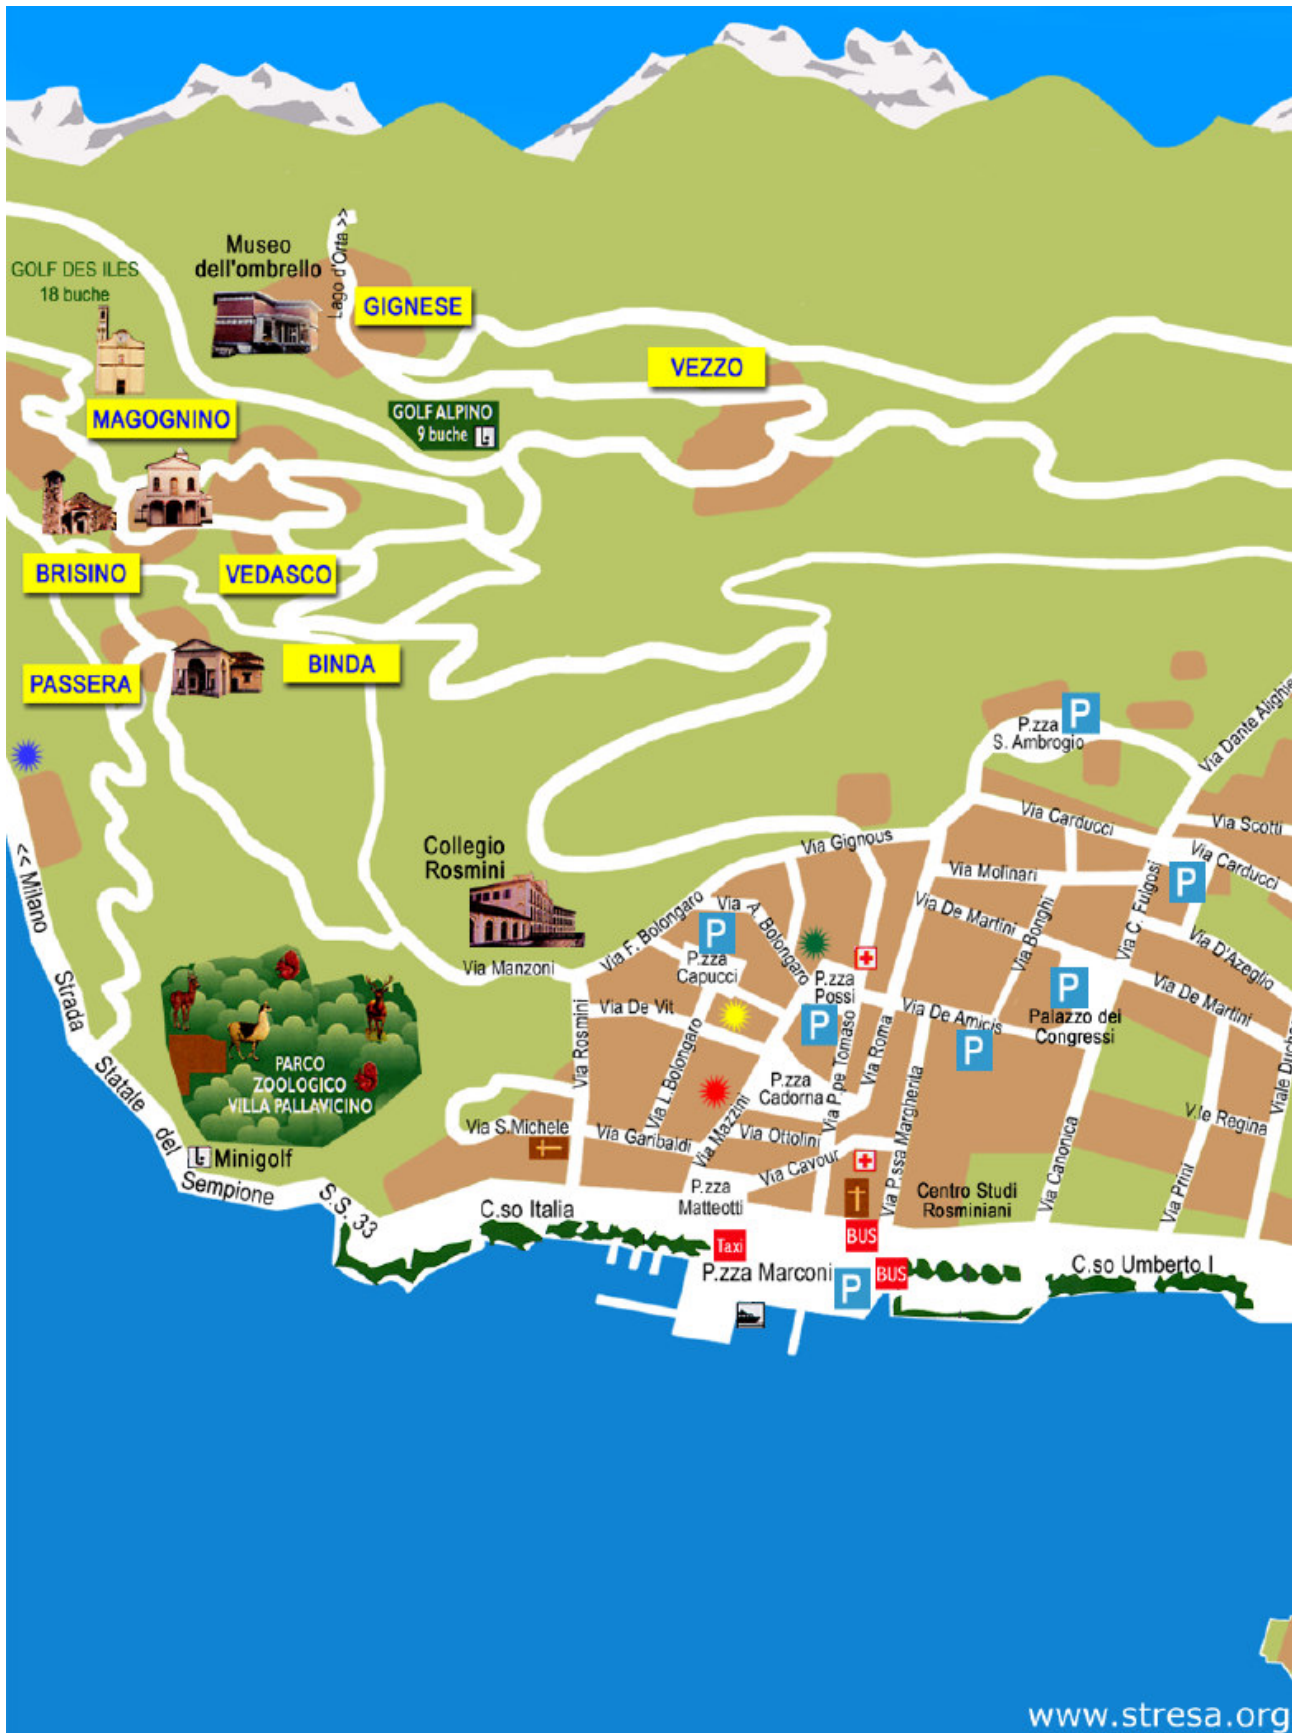 Museo
dell'ombrello
Lago d'Orta >>
GOLF DES ILES
18 buche
GIGNESE
VEZZO
MAGOGNINO
GOLF ALPINO
9 buche
BRISINO
VEDASCO
BINDA
PASSERA
P
P.zza
S. Ambrogio
Via Dante Alighie
Via Carducci
Via Scotti
Via Gignous
Collegio
Rosmini
<< Milano
Via Molinari
Via Carducci
P
Via C. Fulgosi
Via F. Bolongaro
Via A. Bolongaro
Via De Martini
Via Bonghi
P
P.zza
Capucci
Via D'Azeglio
Via Manzoni
P.zza
Possi
P
Via De Martini
Strada
Via De Vit
P
Via De Amicis
Palazzo dei
Congressi
P
Via Rosmini
Via L. Bolongaro
Via P.pe Tomaso
Via Roma
Viale Ducho
PARCO
ZOOLOGICO
VILLA PALLAVICINO
P.zza
Cadorna
Via P.ssa Margherita
Statale del
Via S.Michele
Via Garibaldi
Via Mazzini
Via Ottolini
V.le Regina
Minigolf
Via Cavour
Via Canonica
Via Prini
Sempione
S.S. 33
P.zza
Matteotti
Centro Studi
Rosminiani
C.so Italia
Taxi
BUS
P.zza Marconi
P
BUS
C.so Umberto I
www.stresa.org